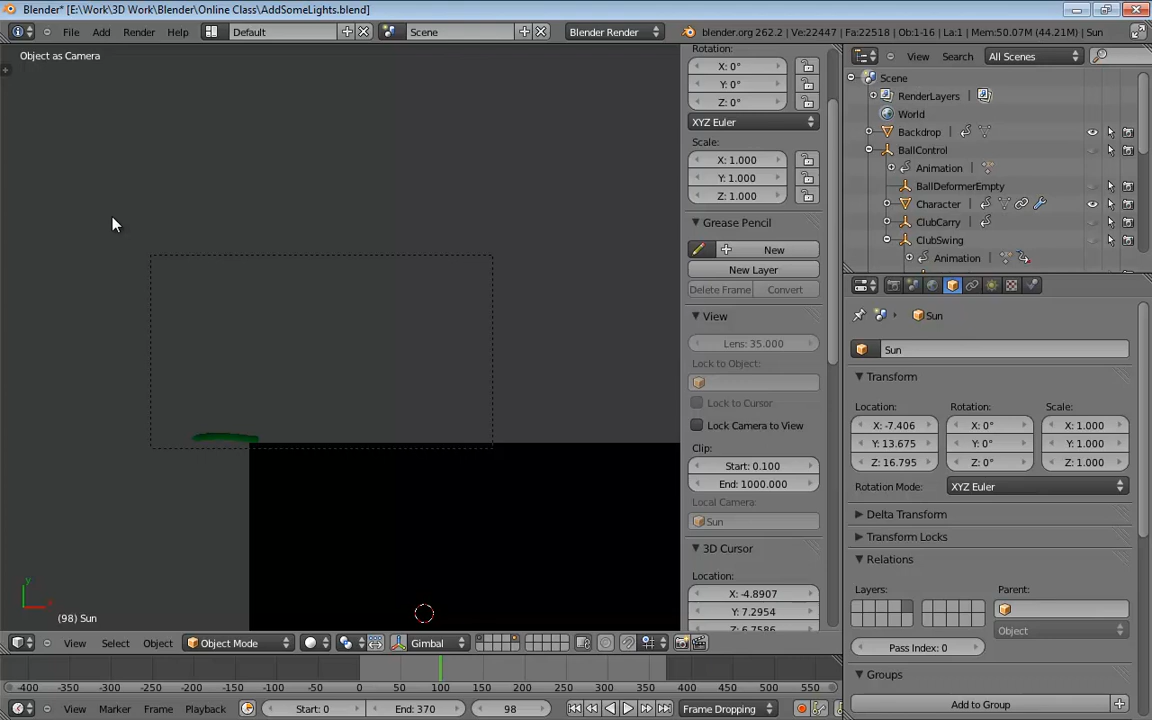 Blender* [E:\Work\3D Work\Blender\Online Class\AddSomeLights.blend]
File Add Render Help Default Scene Blender Render blender.org 262.2 | Ve:22447 | Fa:22518 | Ob:1-16 | La:1 | Mem:50.07M (44.21M) | Sun
Object as Camera
Rotation:
X: 0°
Y: 0°
Z: 0°
XYZ Euler
Scale:
X: 1.000
Y: 1.000
Z: 1.000
Grease Pencil
New
New Layer
Delete Frame Convert
View
Lens: 35.000
Lock to Object:
Lock to Cursor
Lock Camera to View
Clip:
Start: 0.100
End: 1000.000
Local Camera:
Sun
3D Cursor
Location:
X: -4.8907
Y: 7.2954
Z: 6.7586
View Search All Scenes
Scene
RenderLayers
World
Backdrop
BallControl
Animation
BallDeformerEmpty
Character
ClubCarry
ClubSwing
Animation
Sun
Sun
Transform
Location: Rotation: Scale:
X: -7.406 X: 0° X: 1.000
Y: 13.675 Y: 0° Y: 1.000
Z: 16.795 Z: 0° Z: 1.000
Rotation Mode: XYZ Euler
Delta Transform
Transform Locks
Relations
Layers: Parent:
Object
Pass Index: 0
Groups
Add to Group
y
x
(98) Sun
View Select Object Object Mode Gimbal
-400 -350 -300 -250 -200 -150 -100 -50 0 50 100 150 200 250 300 350 400 450 500 550
View Marker Frame Playback Start: 0 End: 370 98 Frame Dropping